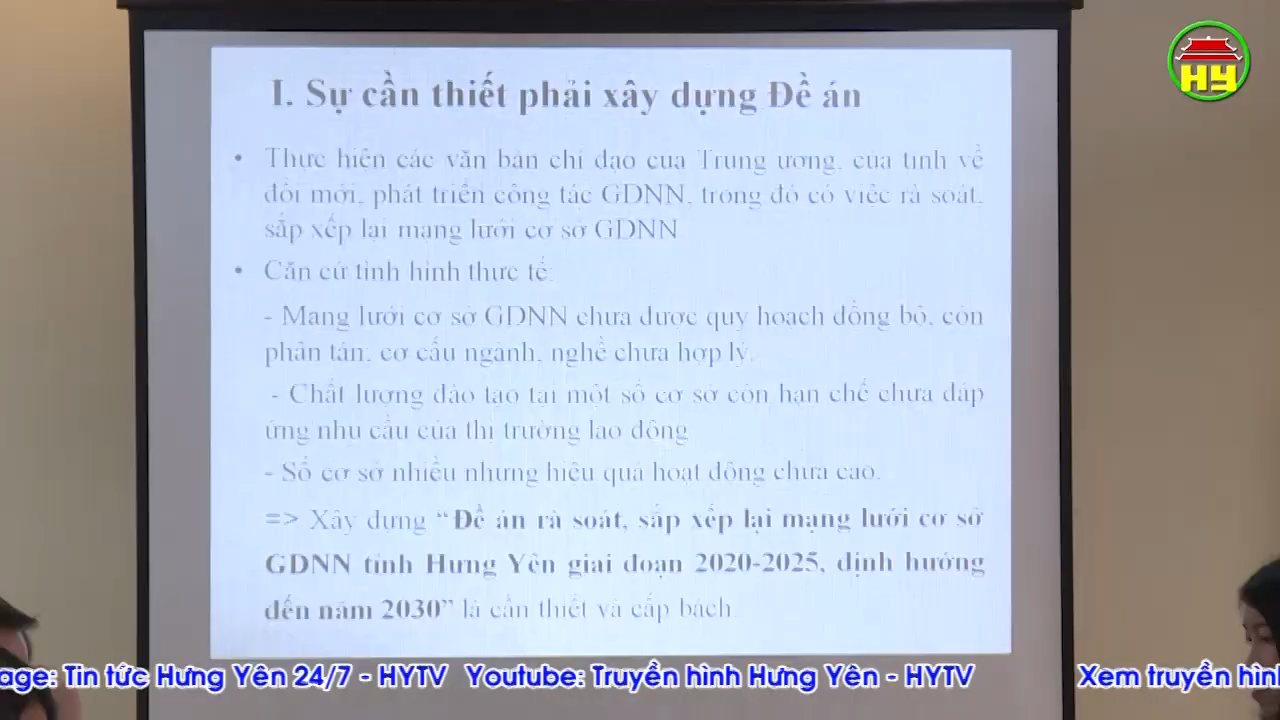 HY
I. Sự cần thiết phải xây dựng Đề án
• Thực hiện các văn bản chỉ đạo của Trung ương, của tỉnh về
đổi mới, phát triển công tác GDNN, trong đó có việc rà soát,
sắp xếp lại mạng lưới cơ sở GDNN
• Căn cứ tình hình thực tế:
- Mạng lưới cơ sở GDNN chưa được quy hoạch đồng bộ, còn
phân tán; cơ cấu ngành, nghề chưa hợp lý.
- Chất lượng đào tạo tại một số cơ sở còn hạn chế chưa đáp
ứng nhu cầu của thị trường lao động
- Số cơ sở nhiều nhưng hiệu quả hoạt động chưa cao.
=> Xây dựng “Đề án rà soát, sắp xếp lại mạng lưới cơ sở
GDNN tỉnh Hưng Yên giai đoạn 2020-2025, định hướng
đến năm 2030” là cần thiết và cấp bách
age: Tin tức Hưng Yên 24/7 - HYTV Youtube: Truyền hình Hưng Yên - HYTV Xem truyền hìn